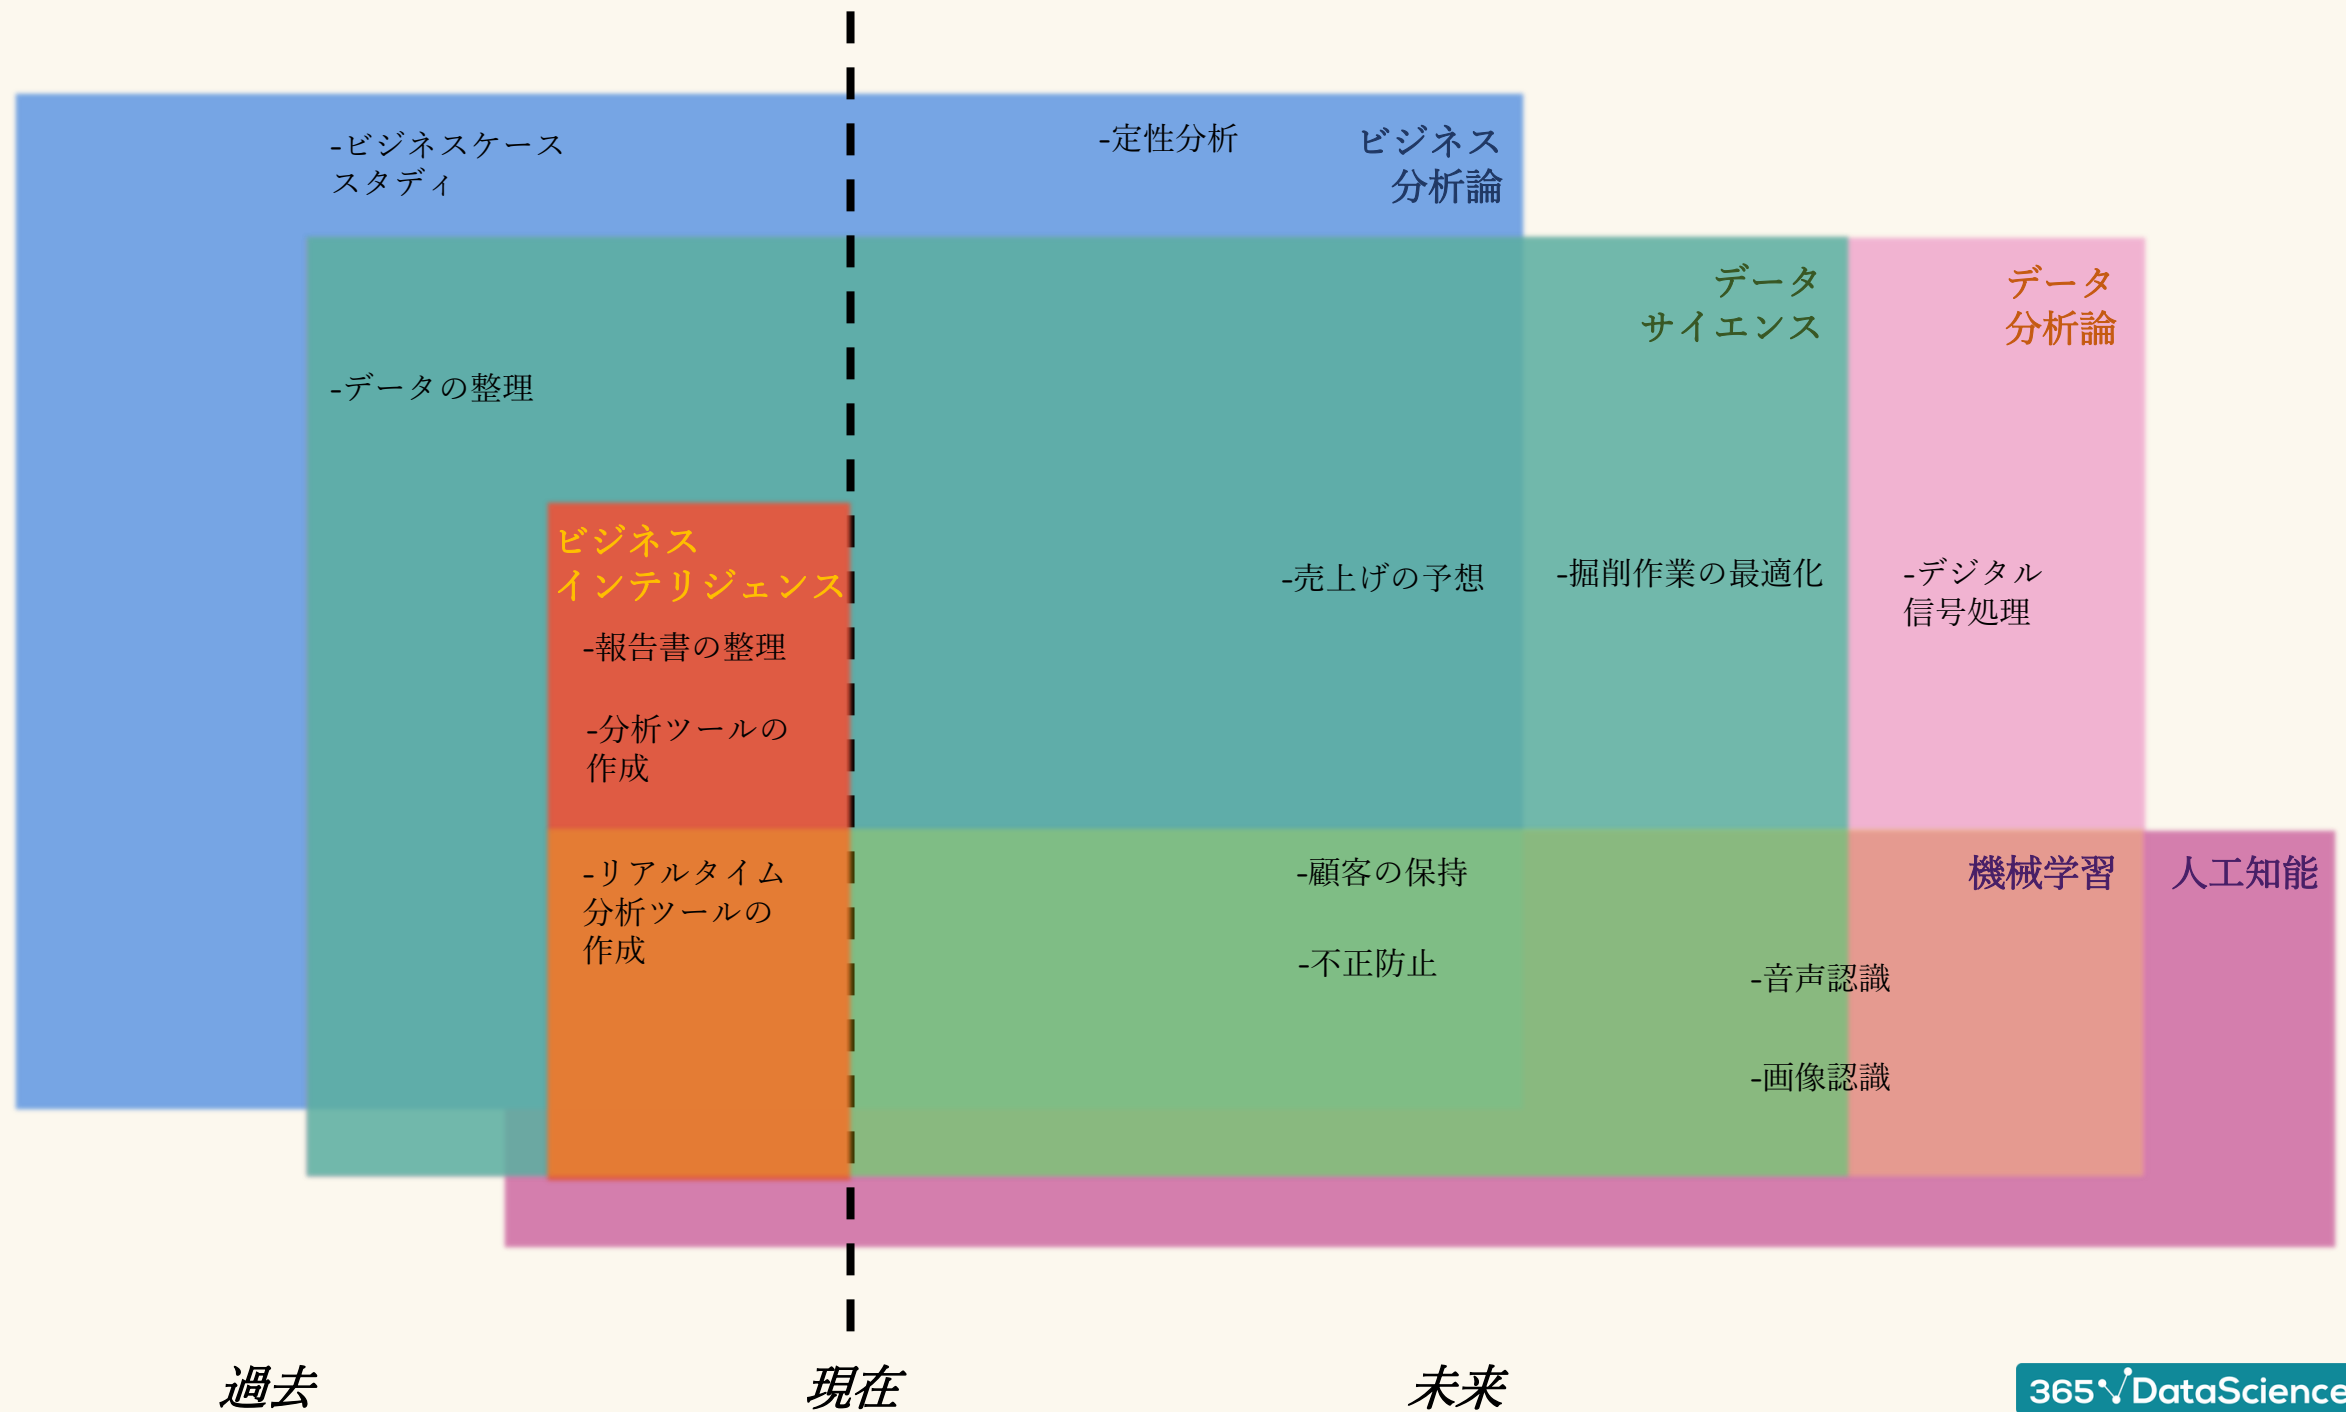 -ビジネスケース
スタディ
-定性分析
ビジネス
分析論
データ
サイエンス
データ
分析論
-データの整理
ビジネス
インテリジェンス
-報告書の整理
-分析ツールの
作成
-売上げの予想
-掘削作業の最適化
-デジタル
信号処理
-リアルタイム
分析ツールの
作成
-顧客の保持
-不正防止
機械学習
人工知能
-音声認識
-画像認識
過去
現在
未来
365 DataScience